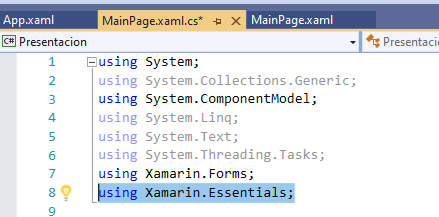 App.xaml MainPage.xaml.cs* MainPage.xaml
C# Presentacion Presentaci
1 using System;
2 using System.Collections.Generic;
3 using System.ComponentModel;
4 using System.Linq;
5 using System.Text;
6 using System.Threading.Tasks;
7 using Xamarin.Forms;
8 using Xamarin.Essentials;
9